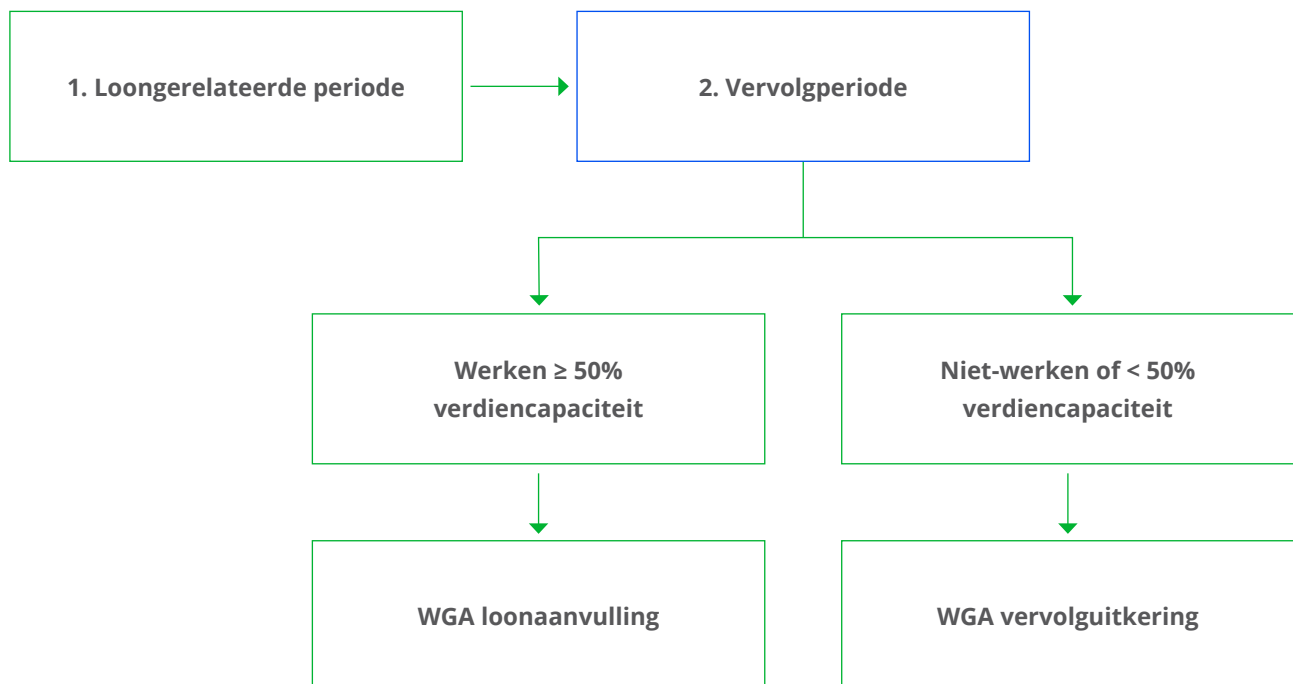 1. Loongerelateerde periode
2. Vervolgperiode
Werken ≥ 50%
verdiencapaciteit
Niet-werken of < 50%
verdiencapaciteit
WGA loonaanvulling
WGA vervolguitkering